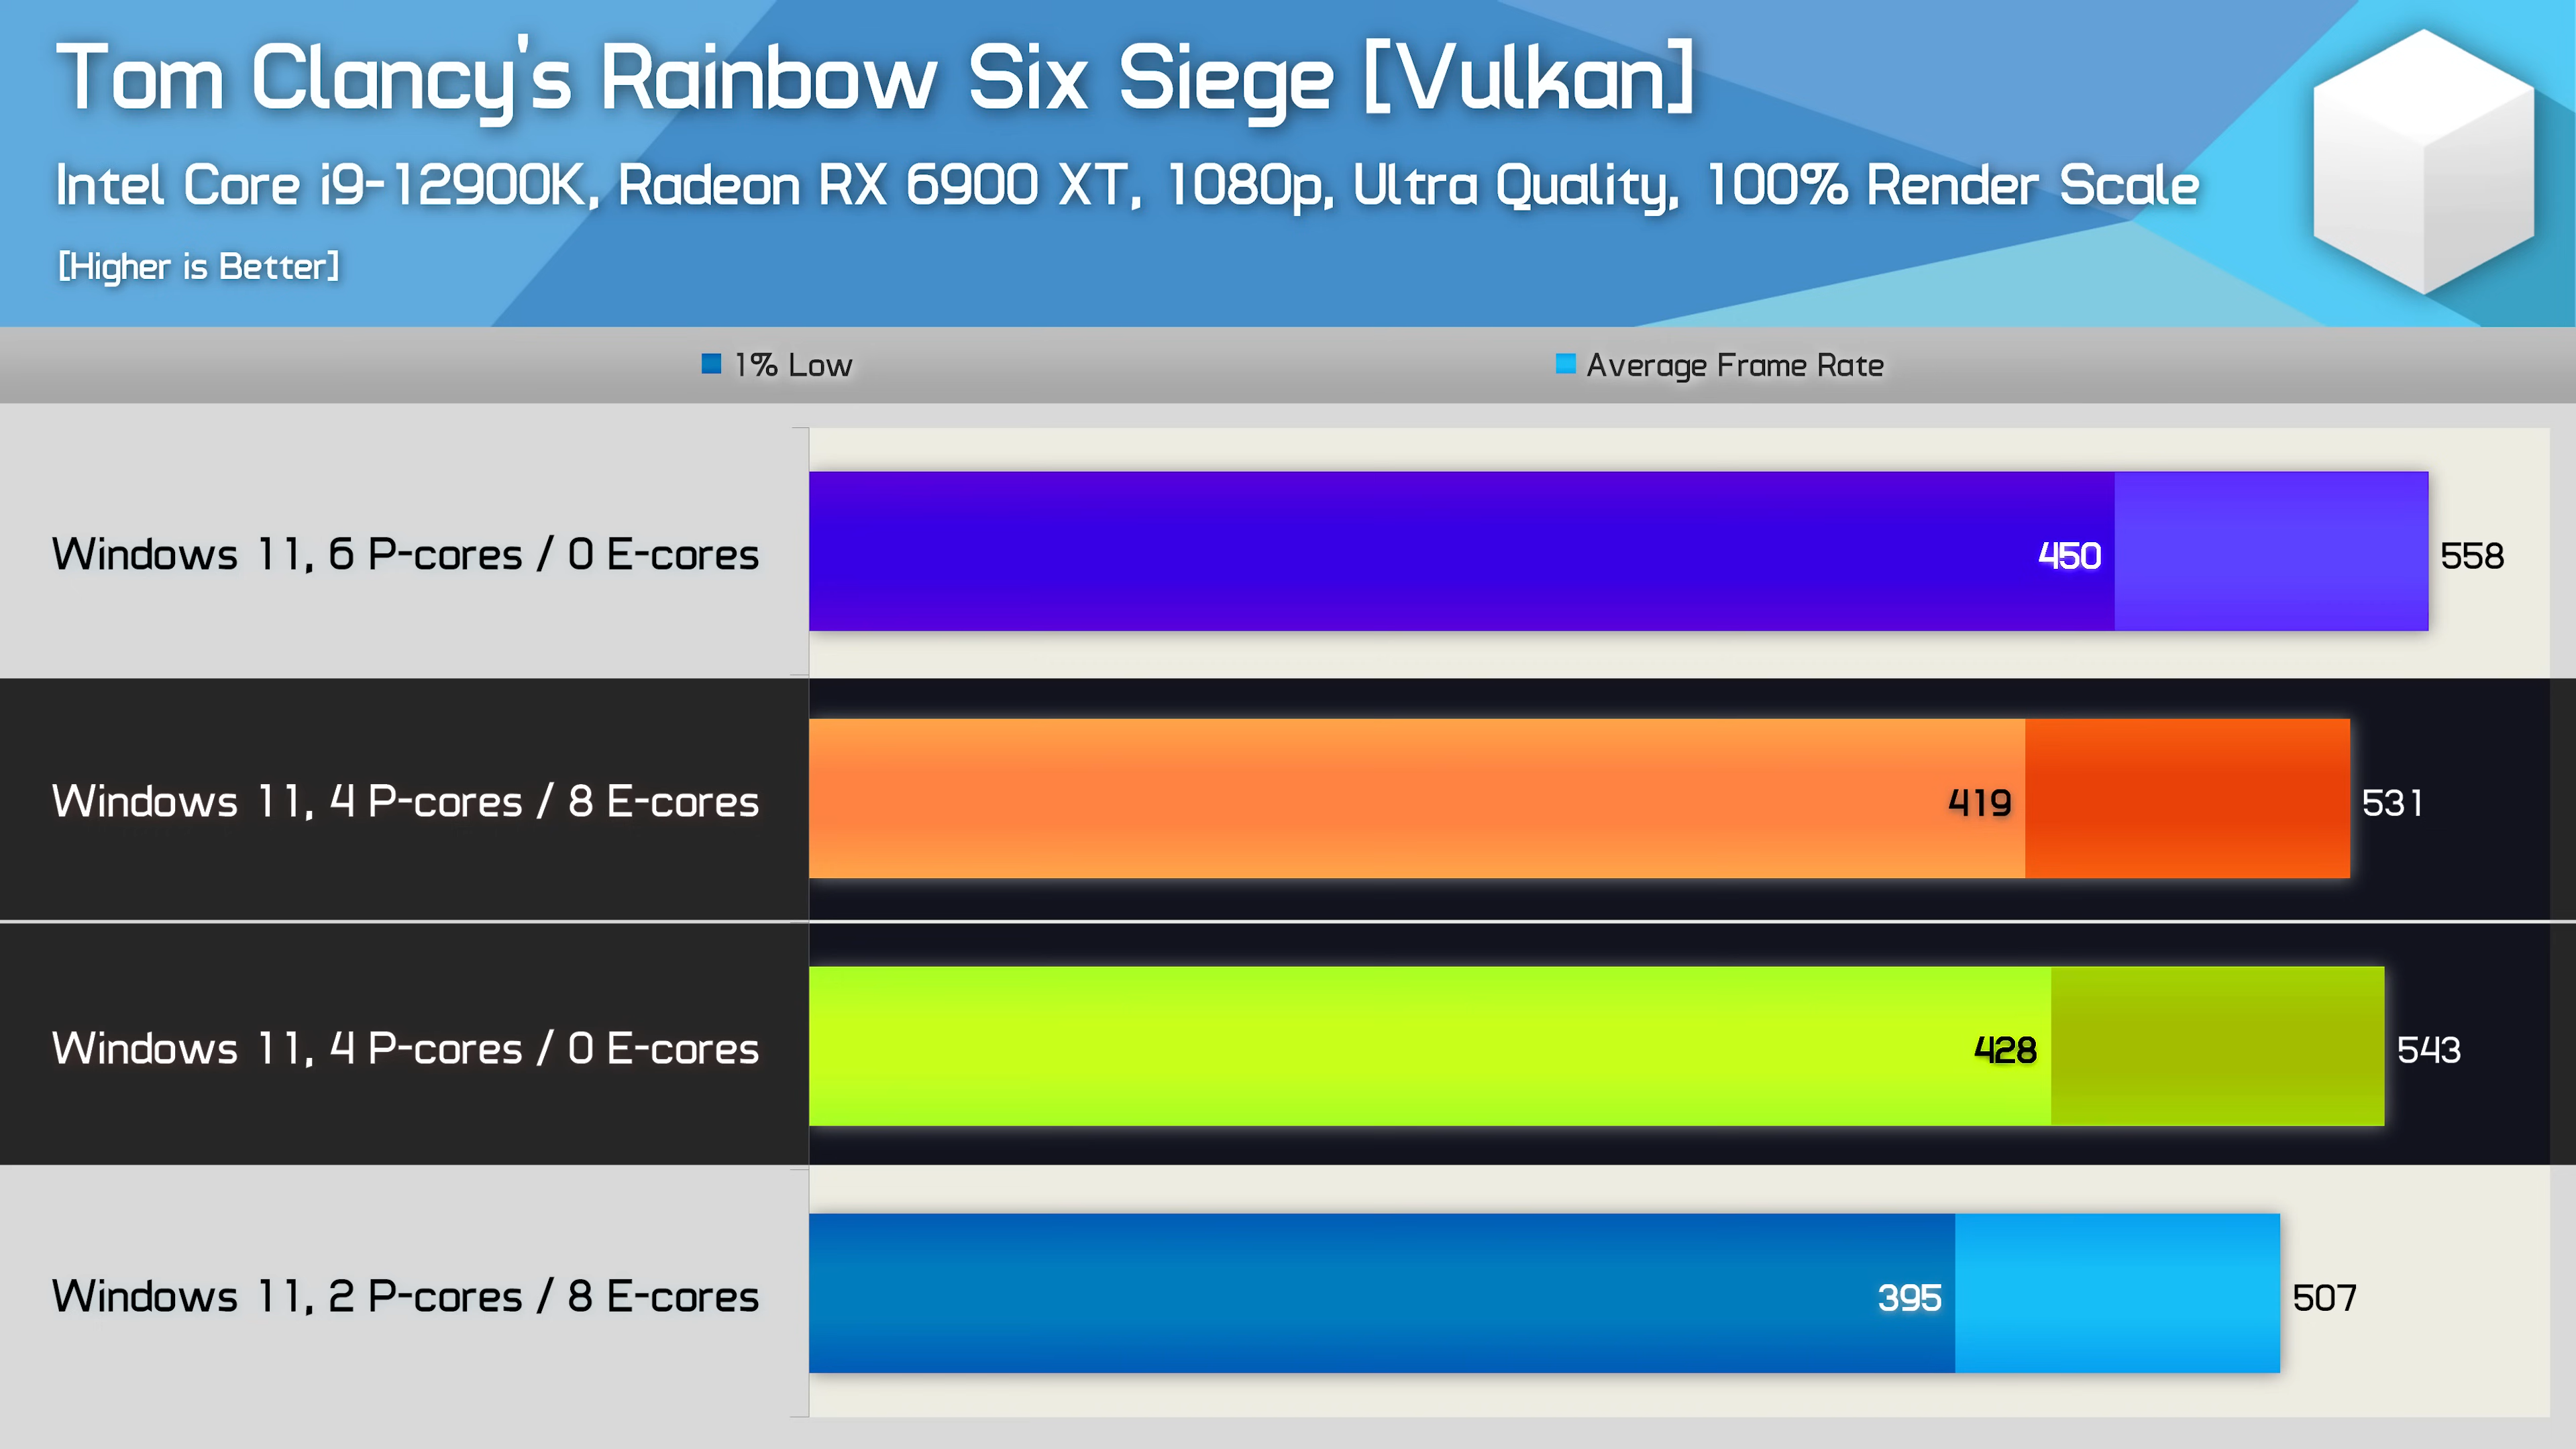 Tom Clancy's Rainbow Six Siege [Vulkan]
Intel Core i9-12900K, Radeon RX 6900 XT, 1080p, Ultra Quality, 100% Render Scale
[Higher is Better]
1% Low Average Frame Rate
Windows 11, 6 P-cores / 0 E-cores 450 558
Windows 11, 4 P-cores / 8 E-cores 419 531
Windows 11, 4 P-cores / 0 E-cores 428 543
Windows 11, 2 P-cores / 8 E-cores 395 507